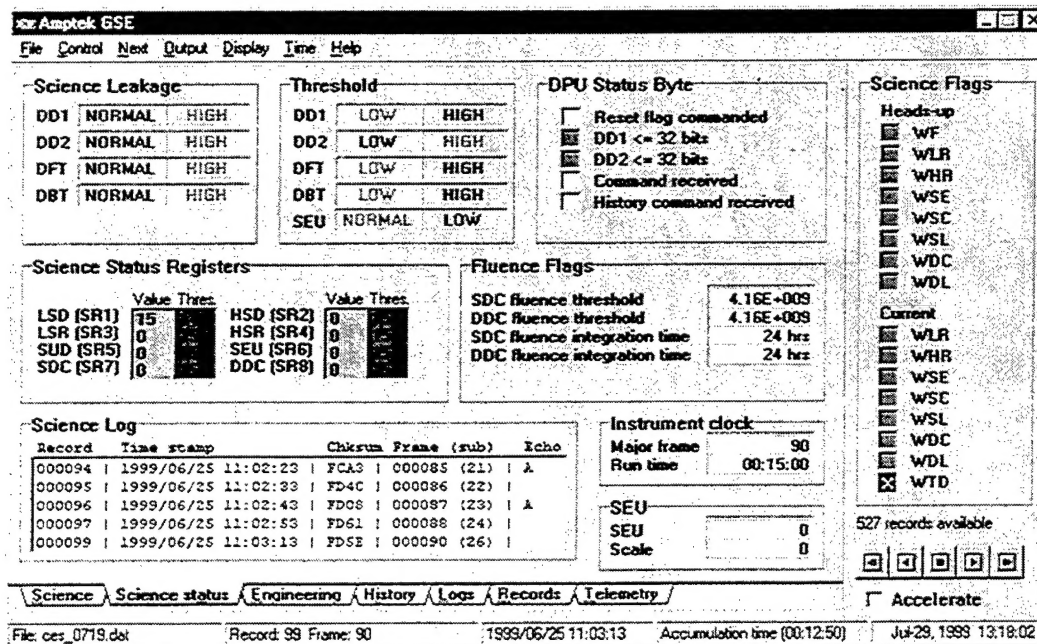 Amptek GSE
File Control Next Output Display Time Help
Science Leakage
DD1 NORMAL HIGH
DD2 NORMAL HIGH
DFT NORMAL HIGH
DBT NORMAL HIGH
Threshold
DD1 LOW HIGH
DD2 LOW HIGH
DFT LOW HIGH
DBT LOW HIGH
SEU NORMAL LOW
DPU Status Byte
Reset flag commanded
DD1 <= 32 bits
DD2 <= 32 bits
Command received
History command received
Science Flags
Heads-up
WF
WLR
WHR
WSE
WSC
WSL
WDC
WDL
Current
WLR
WHR
WSE
WSC
WSL
WDC
WDL
WTD
Science Status Registers
Value Thres. Value Thres.
LSD (SR1) 15 HSD (SR2) 0
LSR (SR3) 0 HSR (SR4) 0
SUD (SR5) 0 SEU (SR6) 0
SDC (SR7) 0 DDC (SR8) 0
Fluence Flags
SDC fluence threshold 4.16E+009
DDC fluence threshold 4.16E+009
SDC fluence integration time 24 hrs
DDC fluence integration time 24 hrs
Science Log
Record Time stamp Chksum Frame (sub) Echo
000094 | 1999/06/25 11:02:23 | FCA3 | 000085 (21) | A
000095 | 1999/06/25 11:02:33 | FD4C | 000086 (22) |
000096 | 1999/06/25 11:02:43 | 000087 (23) | A
000097 | 1999/06/25 11:02:53 | FD61 | 000088 (24) |
000099 | 1999/06/25 11:03:13 | FD5E | 000090 (26) |
Instrument clock
Major frame 90
Run time 00:15:00
SEU
SEU 0
Scale 0
527 records available
Accelerate
Science Science status Engineering History Logs Records Telemetry
File: ces_0719.dat Record: 99 Frame: 90 1999/06/25 11:03:13 Accumulation time (00:12:50) Jul-29, 1999 13:18:02